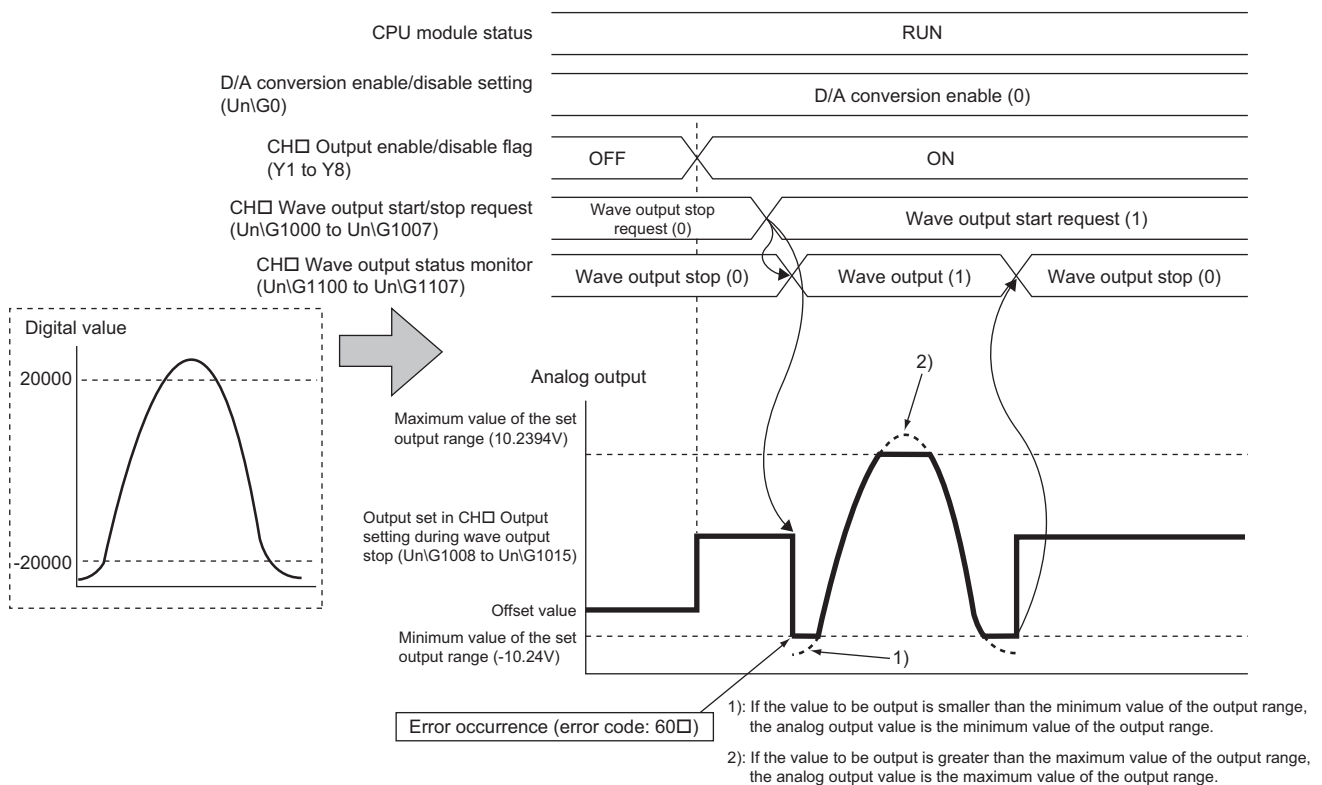 CPU module status
RUN
D/A conversion enable/disable setting
(Un\G0)
D/A conversion enable (0)
CH□ Output enable/disable flag
(Y1 to Y8)
OFF
ON
CH□ Wave output start/stop request
(Un\G1000 to Un\G1007)
Wave output stop
request (0)
Wave output start request (1)
CH□ Wave output status monitor
(Un\G1100 to Un\G1107)
Wave output stop (0)
Wave output (1)
Wave output stop (0)
Digital value
20000
-20000
Analog output
2)
Maximum value of the set
output range (10.2394V)
Output set in CH□ Output
setting during wave output
stop (Un\G1008 to Un\G1015)
Offset value
Minimum value of the set
output range (-10.24V)
1)
Error occurrence (error code: 60□)
1): If the value to be output is smaller than the minimum value of the output range,
the analog output value is the minimum value of the output range.
2): If the value to be output is greater than the maximum value of the output range,
the analog output value is the maximum value of the output range.